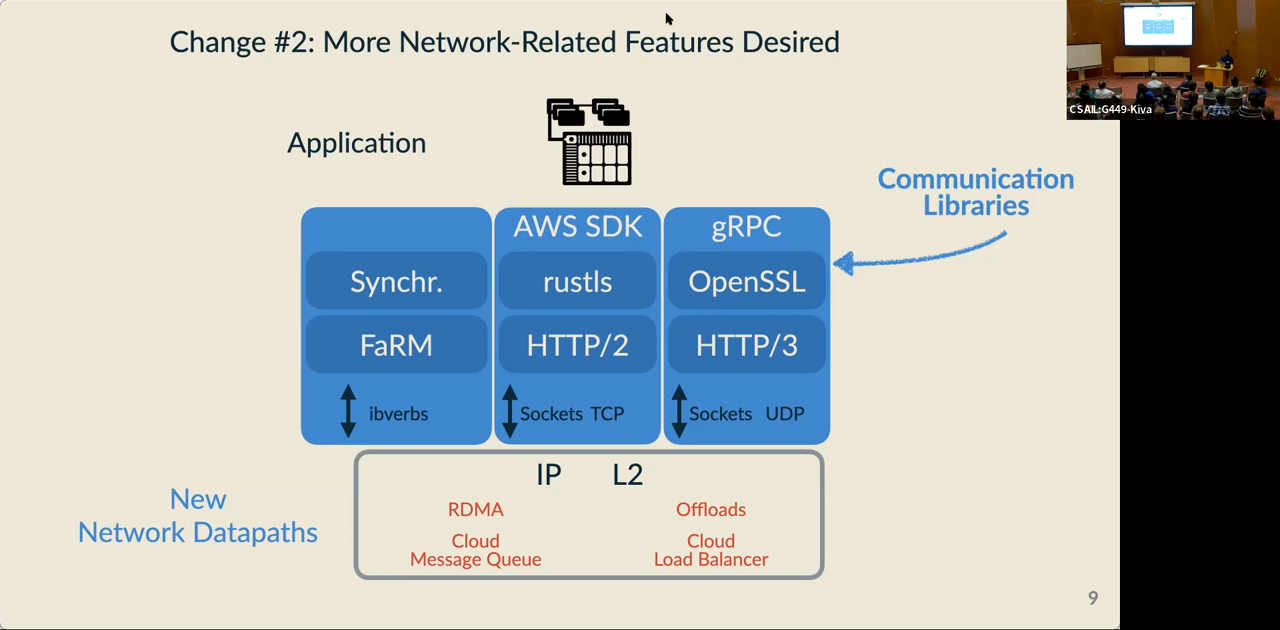 Change #2: More Network-Related Features Desired
CSAIL:G449-Kiva
Application
Communication
Libraries
AWS SDK
gRPC
Synchr.
rustls
OpenSSL
FaRM
HTTP/2
HTTP/3
ibverbs
Sockets TCP
Sockets UDP
IP L2
New
Network Datapaths
RDMA
Offloads
Cloud
Message Queue
Cloud
Load Balancer
9